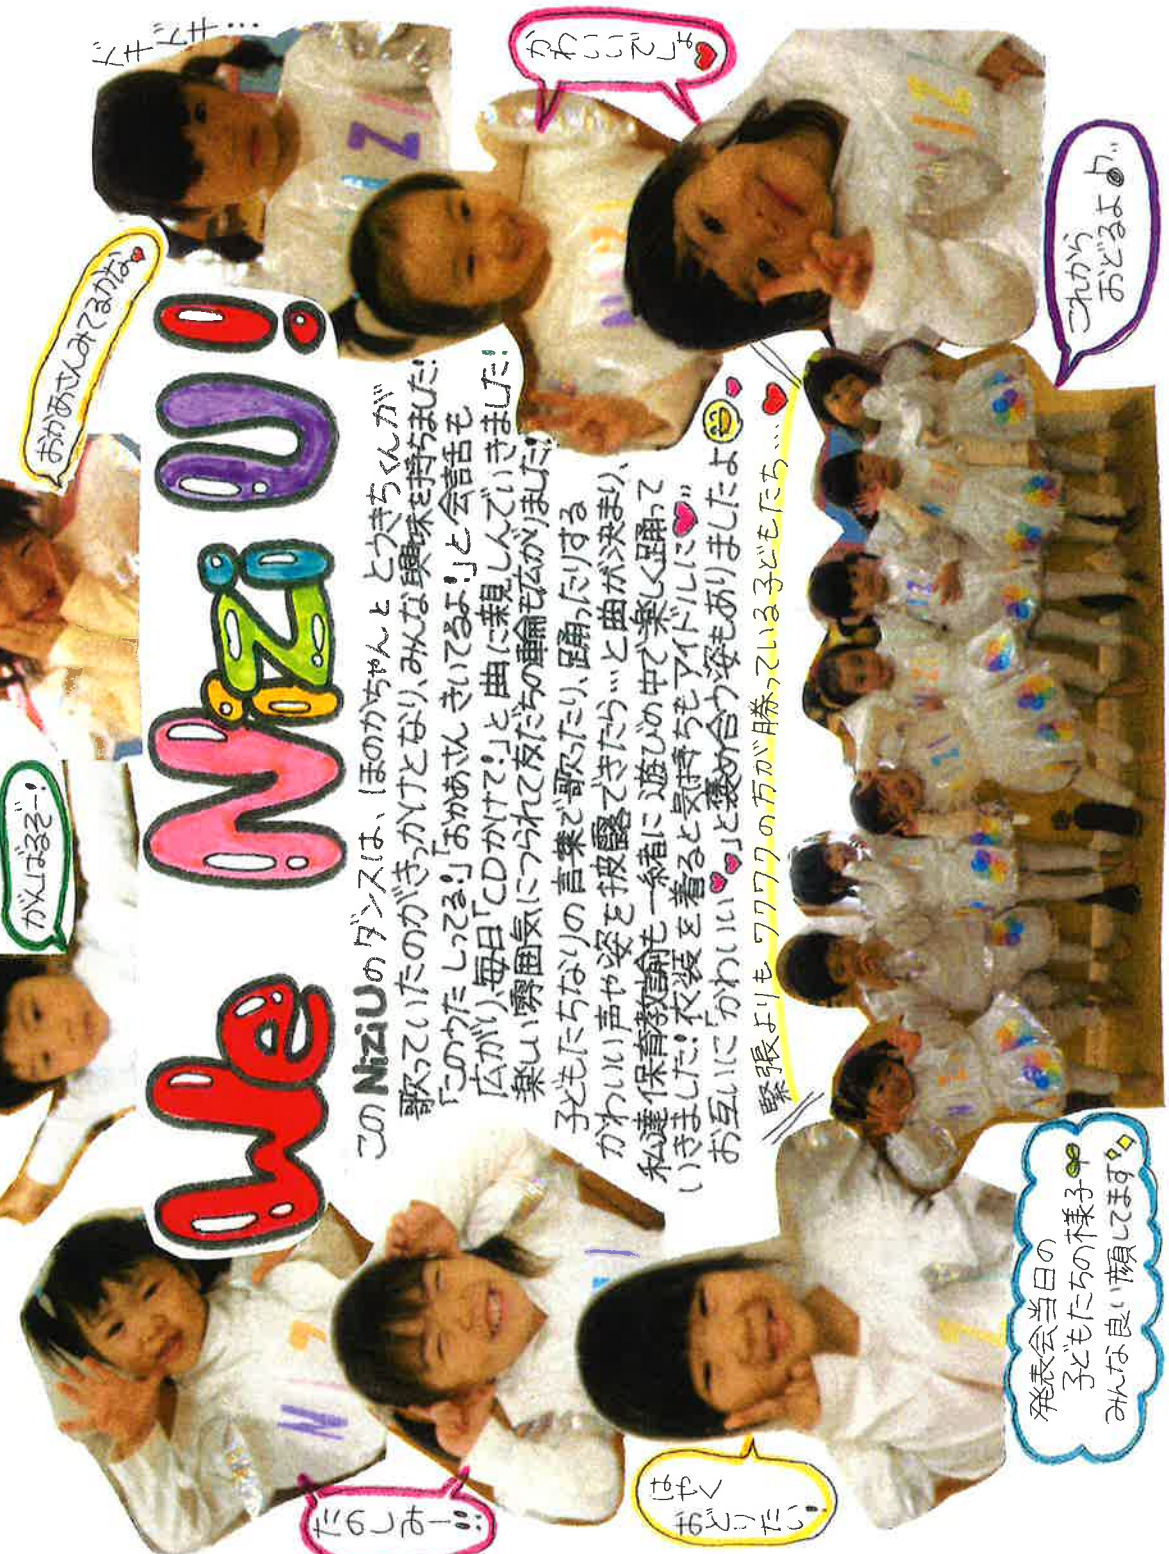 We NiziU!
このNiziUのダンスは、ほのかちゃんととうきちくんが
歌っていたのがきっかけとなり、みんな興味を持ちました!
「このうた しってる!」「おかあさん きいてるよ!」と会話も
広がり、毎日「CDかけて!」と曲に親しんでいきました!
楽しい雰囲気につられて友だちの輪も広がりました!
子どもたちなりの言葉で歌ったり、踊ったりする
かわいい声や姿を披露できたら…と曲が決まり、
私達保育教諭も一緒に遊びの中で楽しく踊って
いきました!衣装を着ると気持ちもアイドルに♥
お互いに「かわいい♥♥」と褒め合う姿もありましたよ
緊張よりもワクワクの方が勝っている子どもたち…♥
がんばるぞー!
おかあさんみてるかな♥
ドキドキ…
かわいいでしょ♥
これから
おどるよ♪
たのしみー!!
はやく
おどりたい!
発表会当日の
子どもたちの様子
みんな良い顔してます
NIZI